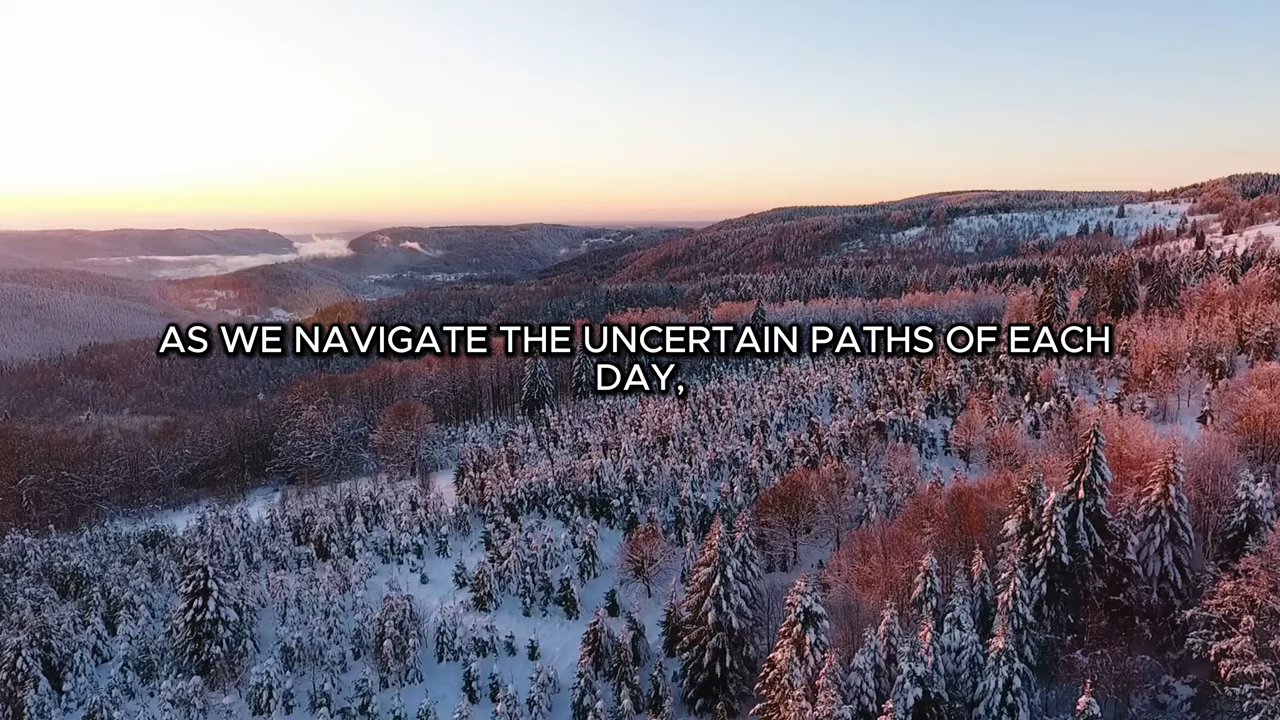 AS WE NAVIGATE THE UNCERTAIN PATHS OF EACH
DAY,